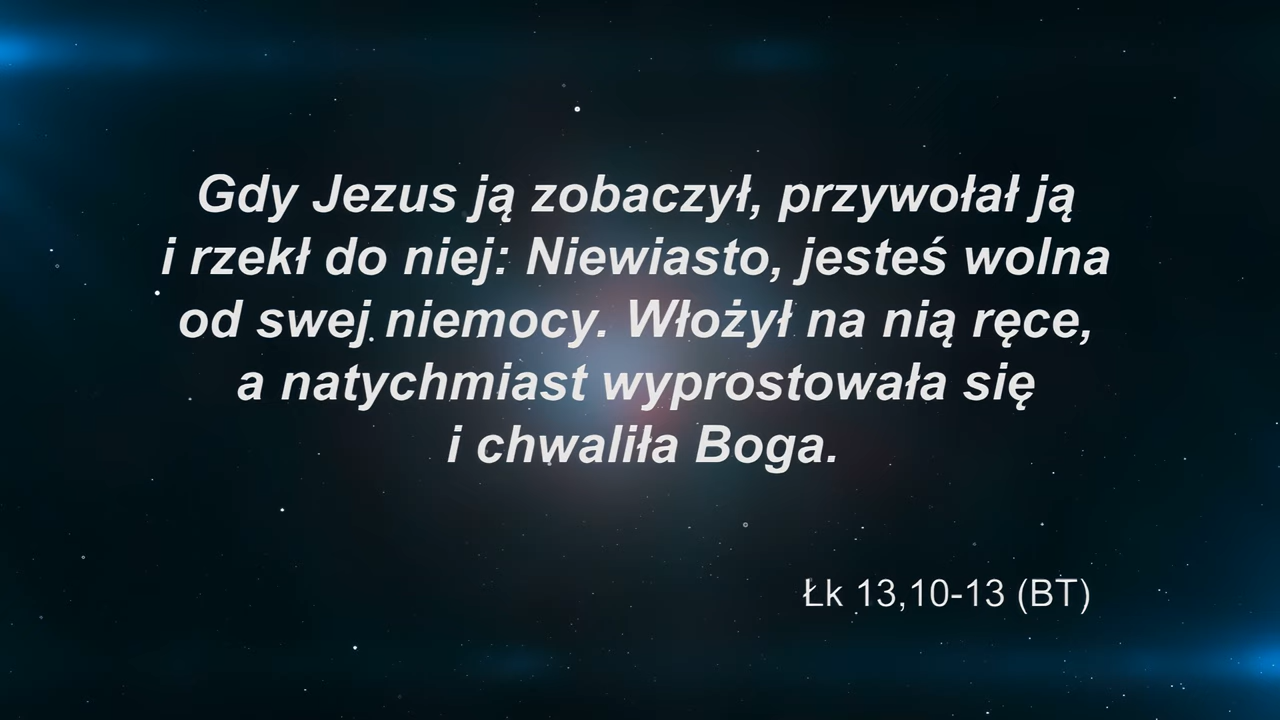 Gdy Jezus ją zobaczył, przywołał ją
i rzekł do niej: Niewiasto, jesteś wolna
od swej niemocy. Włożył na nią ręce,
a natychmiast wyprostowała się
i chwaliła Boga.
Łk 13,10-13 (BT)